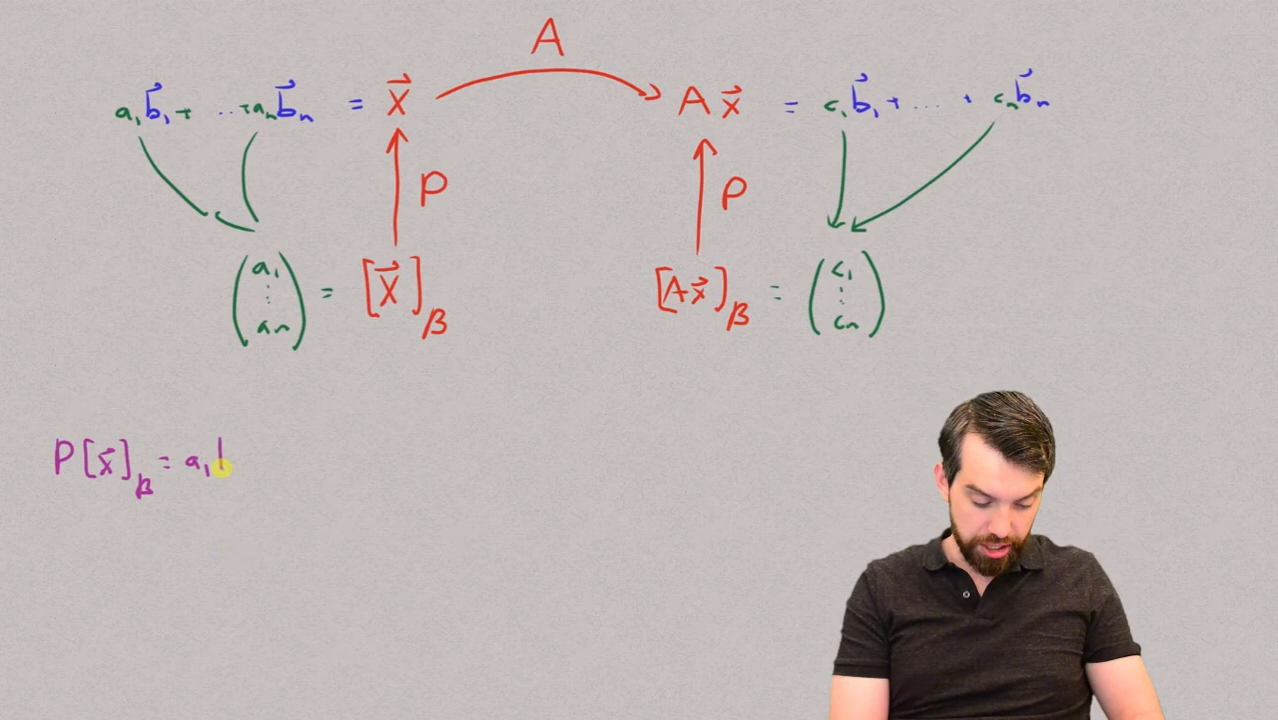 A
a₁b⃗₁ + ... + aₙb⃗ₙ = x⃗ Ax⃗ = c₁b⃗₁ + .... + cₙb⃗ₙ
P P
(a₁ ⋮ aₙ) = [x⃗]_β [Ax⃗]_β = (c₁ ⋮ cₙ)
P[x⃗]_β = a₁